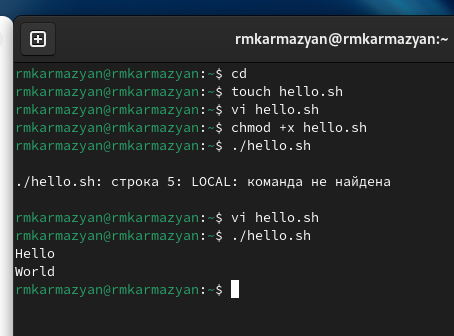 rmkarmazyan@rmkarmazyan:~
rmkarmazyan@rmkarmazyan:~$ cd
rmkarmazyan@rmkarmazyan:~$ touch hello.sh
rmkarmazyan@rmkarmazyan:~$ vi hello.sh
rmkarmazyan@rmkarmazyan:~$ chmod +x hello.sh
rmkarmazyan@rmkarmazyan:~$ ./hello.sh
./hello.sh: строка 5: LOCAL: команда не найдена
rmkarmazyan@rmkarmazyan:~$ vi hello.sh
rmkarmazyan@rmkarmazyan:~$ ./hello.sh
Hello
World
rmkarmazyan@rmkarmazyan:~$